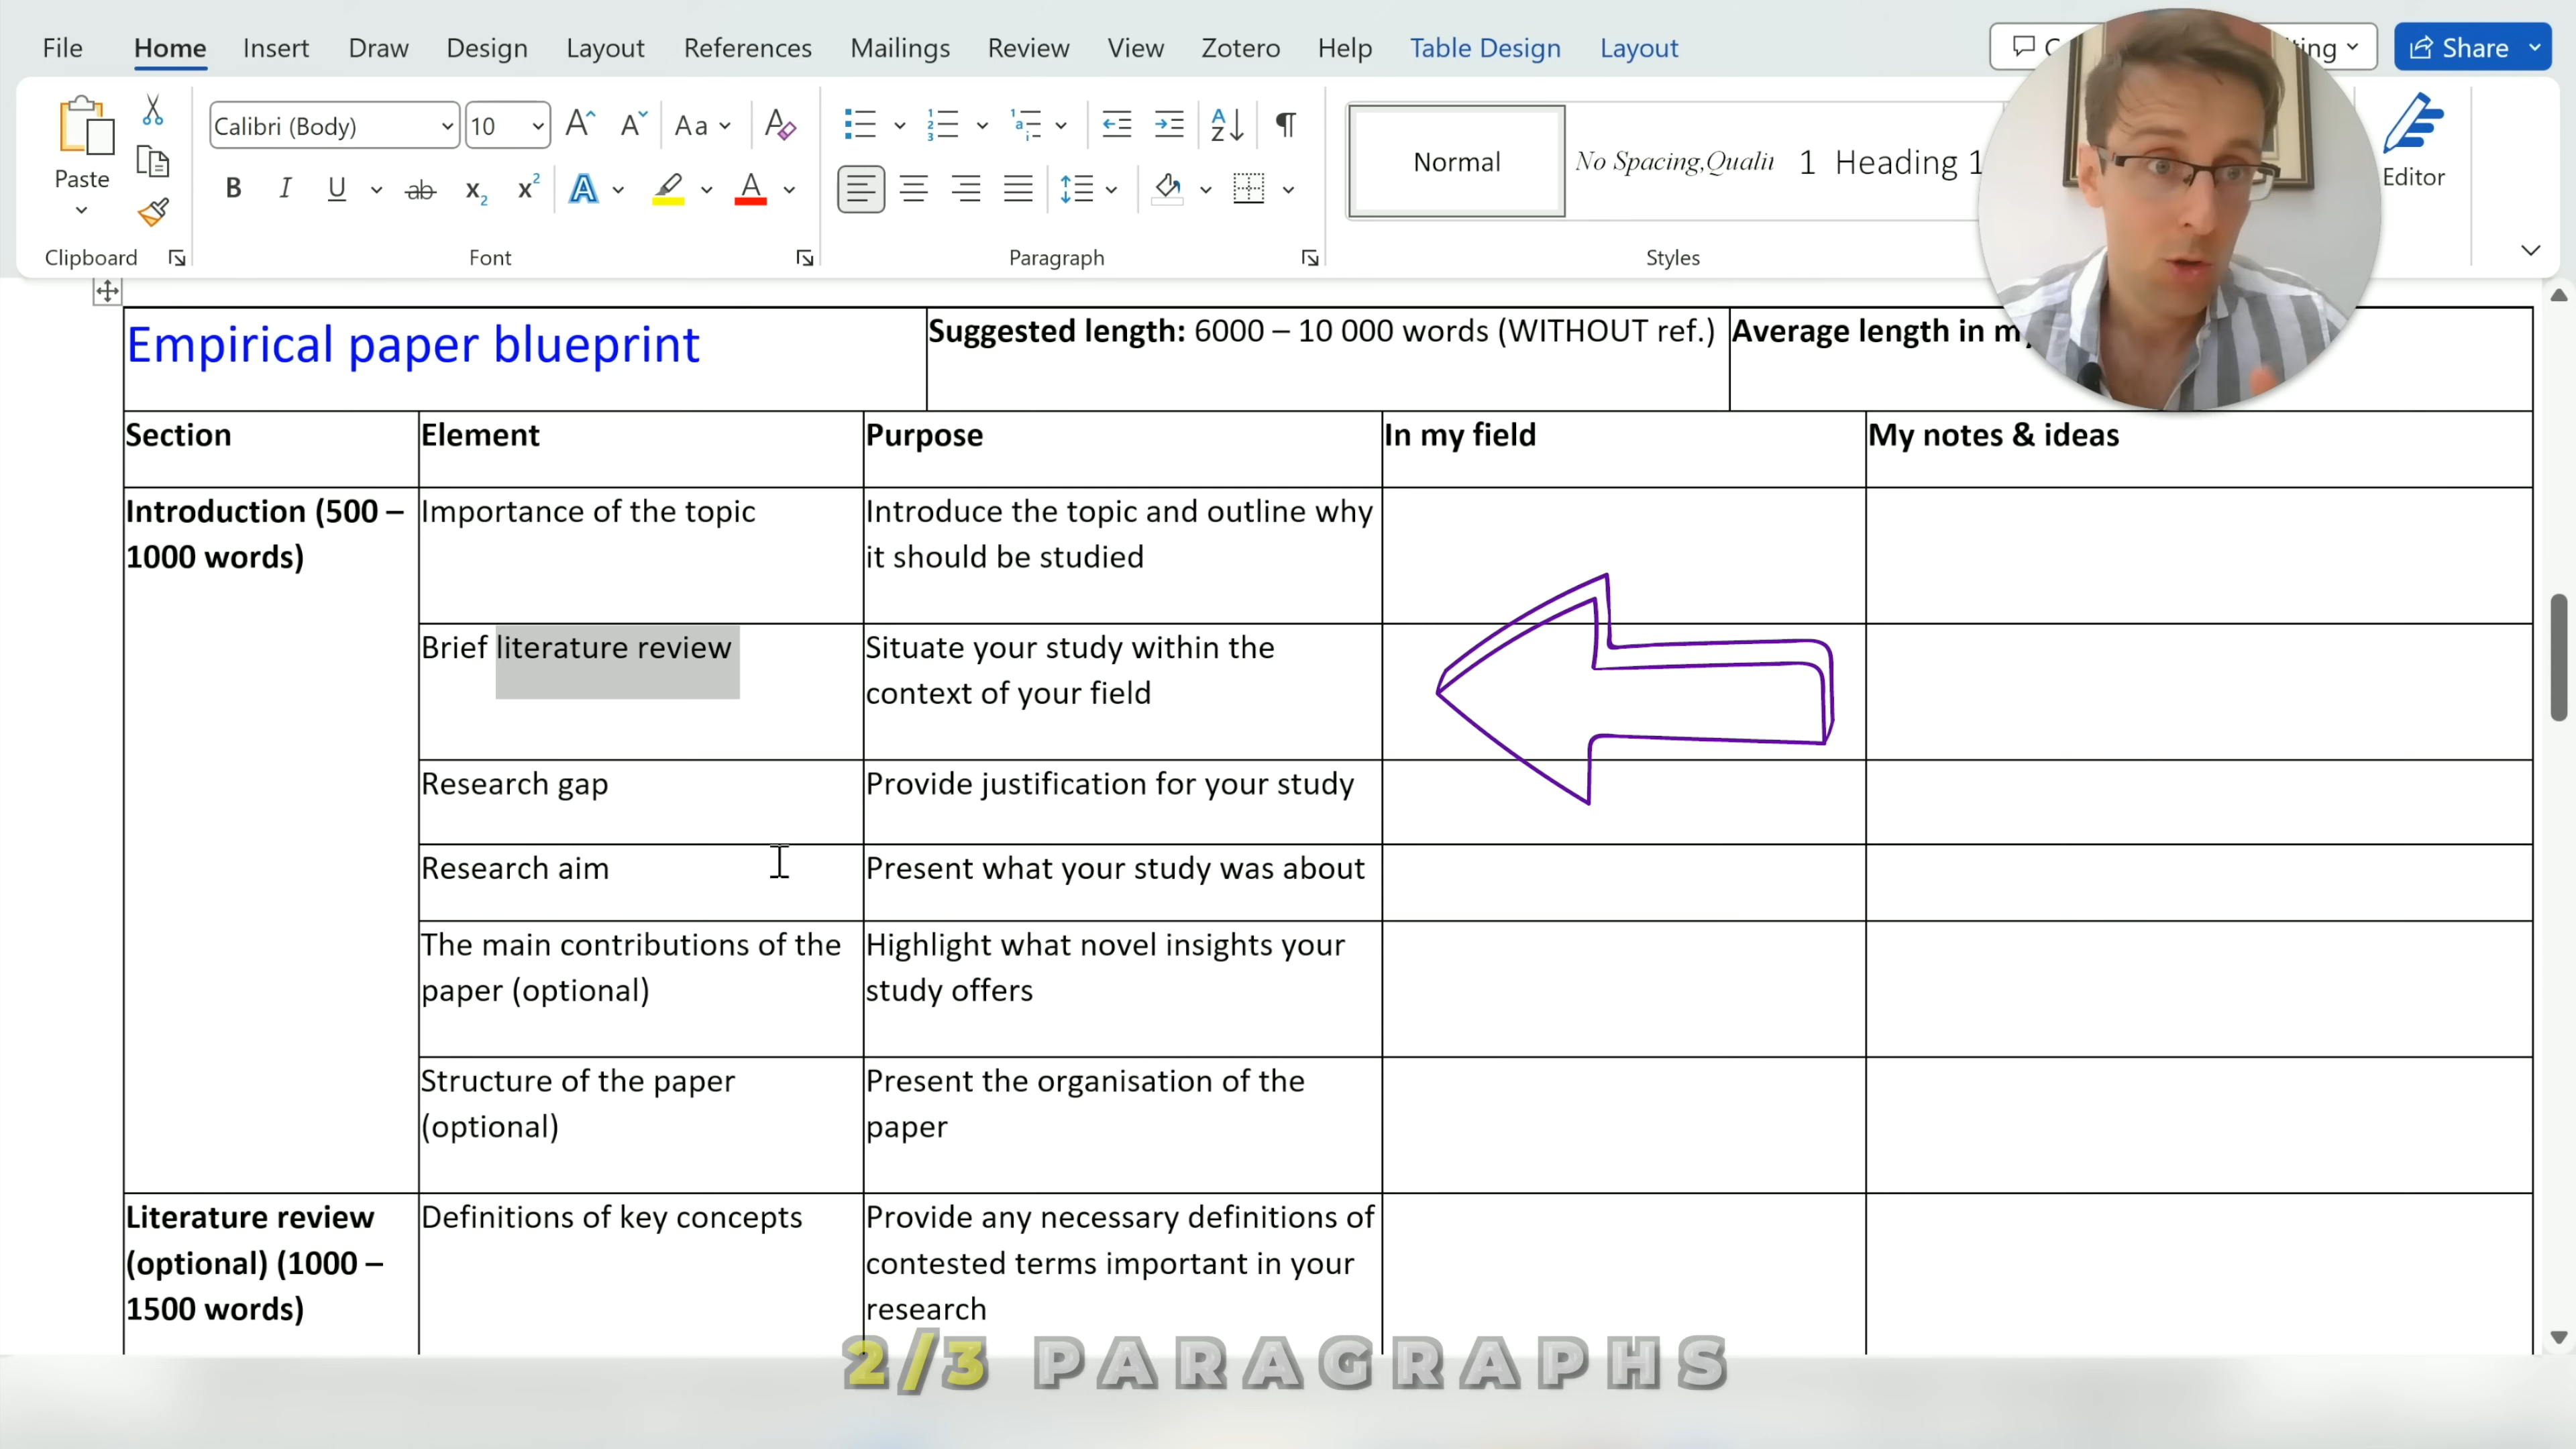 File Home Insert Draw Design Layout References Mailings Review View Zotero Help Table Design Layout Share
Calibri (Body) 10 Aa
Paste
B I U ab x₂ x² A A
Normal No Spacing,Qualit 1 Heading 1 Editor
Clipboard Font Paragraph Styles
Empirical paper blueprint Suggested length: 6000 – 10 000 words (WITHOUT ref.) Average length in
Section Element Purpose In my field My notes & ideas
Introduction (500 –
1000 words)
Importance of the topic
Introduce the topic and outline why
it should be studied
Brief literature review
Situate your study within the
context of your field
Research gap
Provide justification for your study
Research aim
Present what your study was about
The main contributions of the
paper (optional)
Highlight what novel insights your
study offers
Structure of the paper
(optional)
Present the organisation of the
paper
Literature review
(optional) (1000 –
1500 words)
Definitions of key concepts
Provide any necessary definitions of
contested terms important in your
research
2/3 PARAGRAPHS